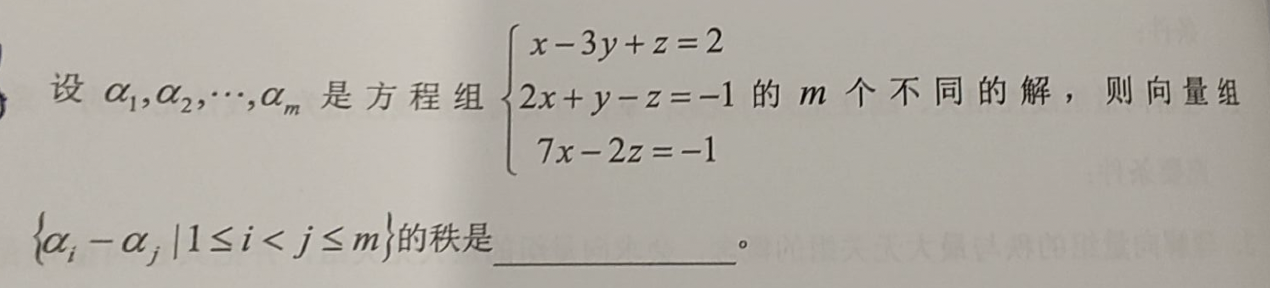 设 α₁,α₂,⋯,αₘ 是方程组 { x−3y+z=2
2x+y−z=−1 的 m 个不同的解，则向量组
7x−2z=−1
{αᵢ−αⱼ|1≤i<j≤m}的秩是________。